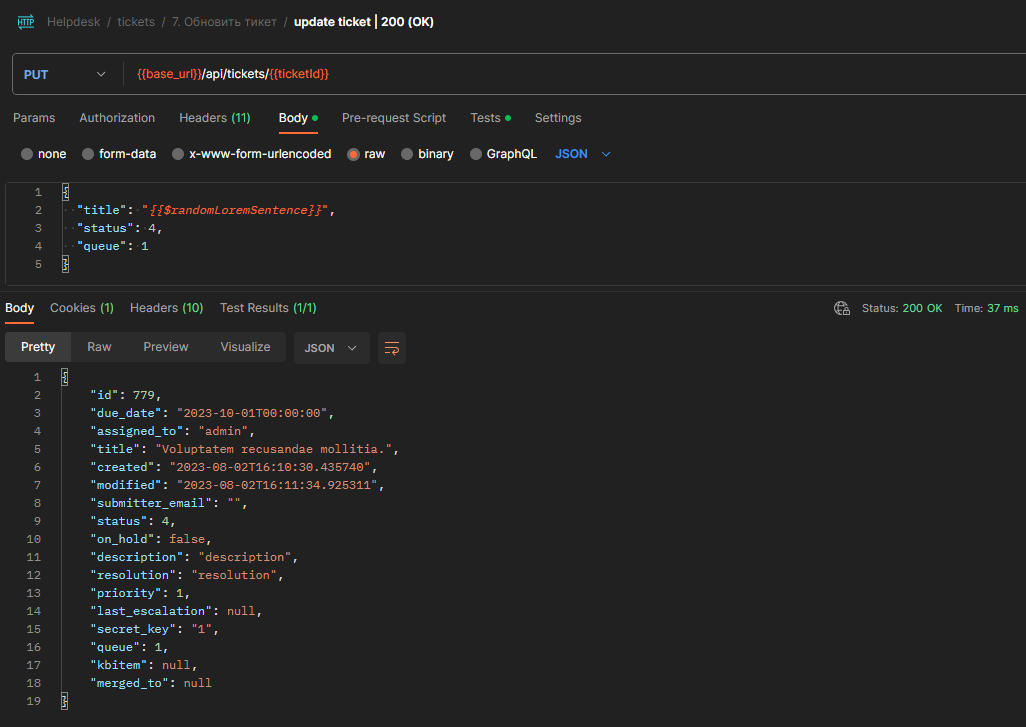 HTTP Helpdesk / tickets / 7. Обновить тикет / update ticket | 200 (OK)
PUT {{base_url}}/api/tickets/{{ticketId}}
Params Authorization Headers (11) Body Pre-request Script Tests Settings
none form-data x-www-form-urlencoded raw binary GraphQL JSON
1 {
2 "title": "{{$randomLoremSentence}}",
3 "status": 4,
4 "queue": 1
5 }
Body Cookies (1) Headers (10) Test Results (1/1) Status: 200 OK Time: 37 ms
Pretty Raw Preview Visualize JSON
1 {
2 "id": 779,
3 "due_date": "2023-10-01T00:00:00",
4 "assigned_to": "admin",
5 "title": "Voluptatem recusandae mollitia.",
6 "created": "2023-08-02T16:10:30.435740",
7 "modified": "2023-08-02T16:11:34.925311",
8 "submitter_email": "",
9 "status": 4,
10 "on_hold": false,
11 "description": "description",
12 "resolution": "resolution",
13 "priority": 1,
14 "last_escalation": null,
15 "secret_key": "1",
16 "queue": 1,
17 "kbitem": null,
18 "merged_to": null
19 }